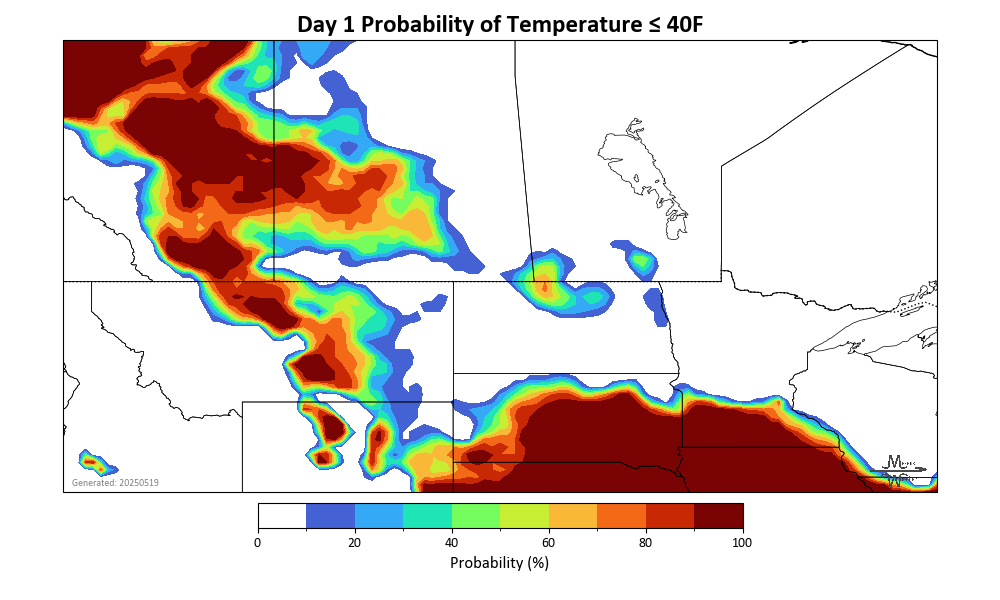 Day 1 Probability of Temperature ≤ 40F
Generated: 20250519
0 20 40 60 80 100
Probability (%)